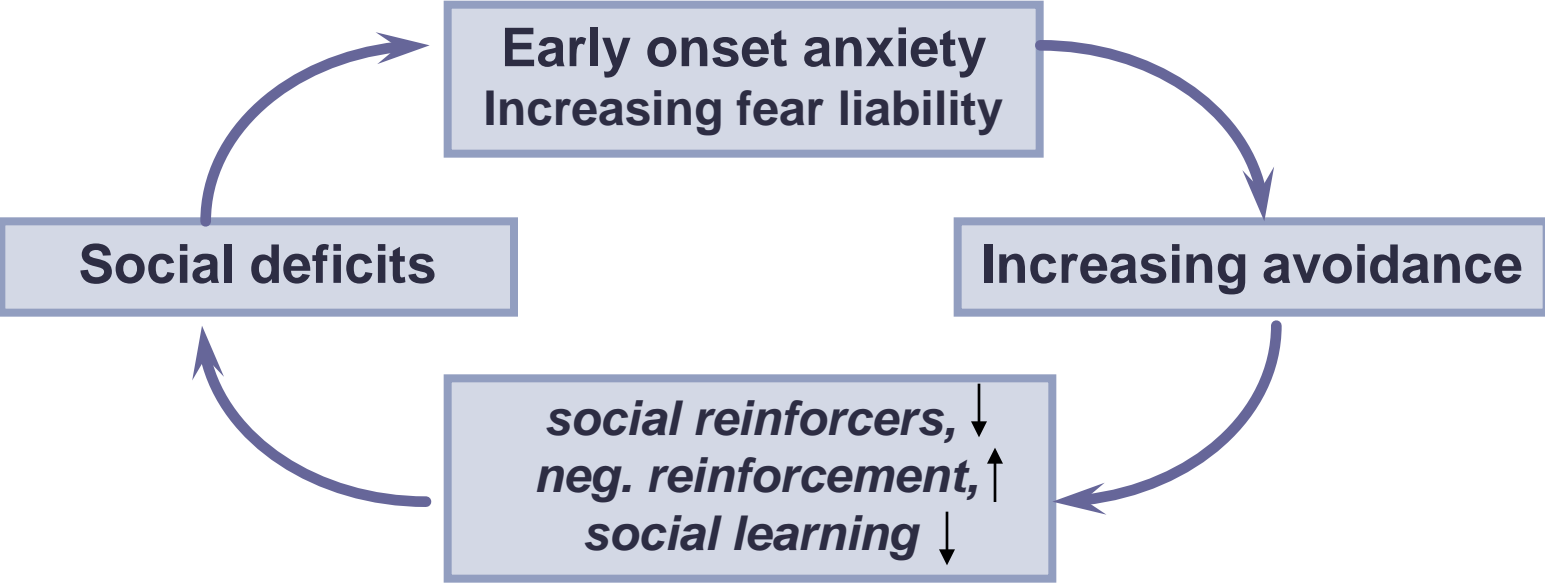 Early onset anxiety
Increasing fear liability
Social deficits
Increasing avoidance
social reinforcers, ↓
neg. reinforcement, ↑
social learning ↓